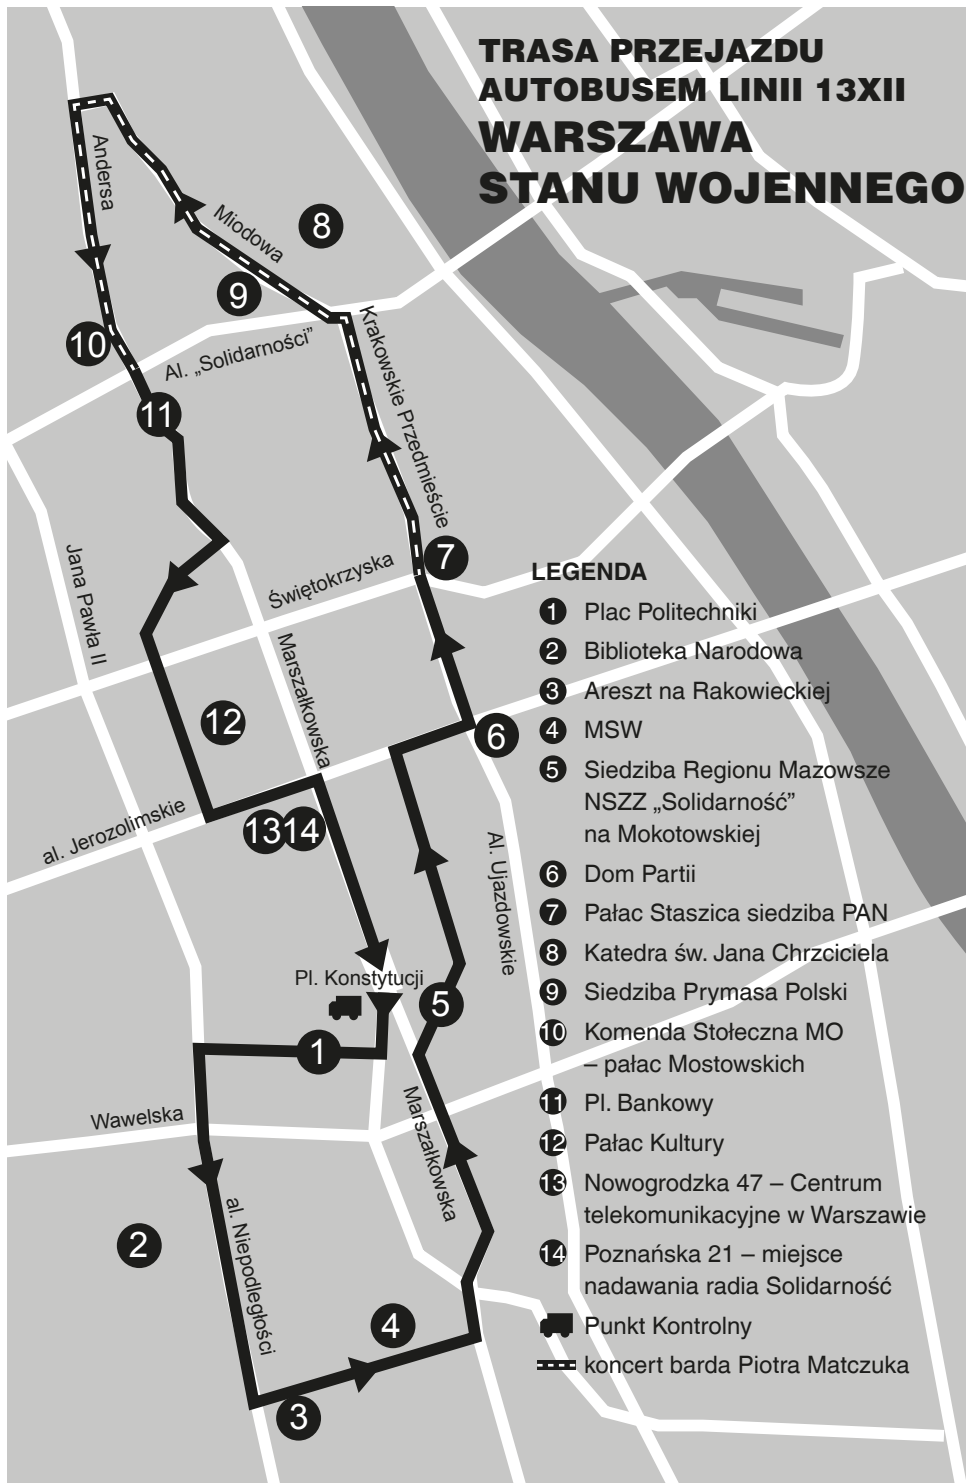 TRASA PRZEJAZDU
AUTOBUSEM LINII 13XII
WARSZAWA
STANU WOJENNEGO
Andersa
Miodowa
8
9
10
Al. „Solidarności”
Krakowskie Przedmieście
11
7
Jana Pawła II
Świętokrzyska
Marszałkowska
12
6
al. Jerozolimskie
13
14
Al. Ujazdowskie
Pl. Konstytucji
5
1
Wawelska
Marszałkowska
2
al. Niepodległości
4
3
LEGENDA
1 Plac Politechniki
2 Biblioteka Narodowa
3 Areszt na Rakowieckiej
4 MSW
5 Siedziba Regionu Mazowsze
NSZZ „Solidarność”
na Mokotowskiej
6 Dom Partii
7 Pałac Staszica siedziba PAN
8 Katedra św. Jana Chrzciciela
9 Siedziba Prymasa Polski
10 Komenda Stołeczna MO
– pałac Mostowskich
11 Pl. Bankowy
12 Pałac Kultury
13 Nowogrodzka 47 – Centrum
telekomunikacyjne w Warszawie
14 Poznańska 21 – miejsce
nadawania radia Solidarność
Punkt Kontrolny
koncert barda Piotra Matczuka